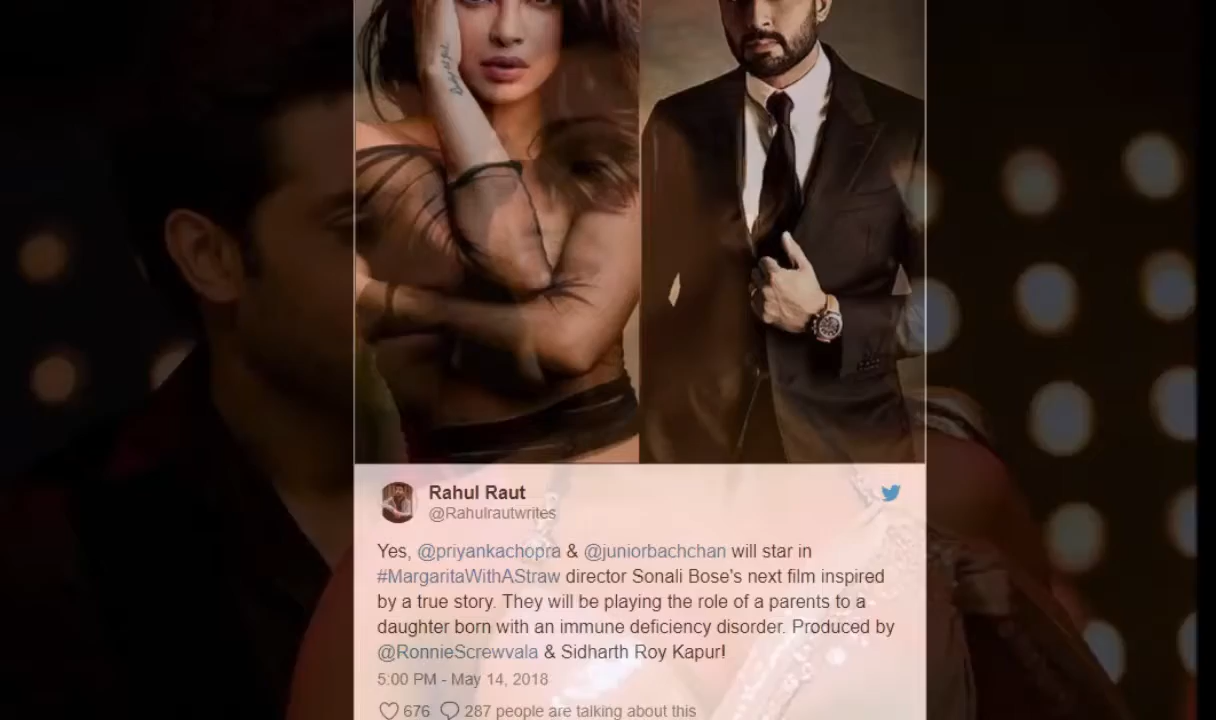 Rahul Raut
@Rahulrautwrites
Yes, @priyankachopra & @juniorbachchan will star in
#MargaritaWithAStraw director Sonali Bose's next film inspired
by a true story. They will be playing the role of a parents to a
daughter born with an immune deficiency disorder. Produced by
@RonnieScrewvala & Sidharth Roy Kapur!
5:00 PM - May 14, 2018
676 287 people are talking about this